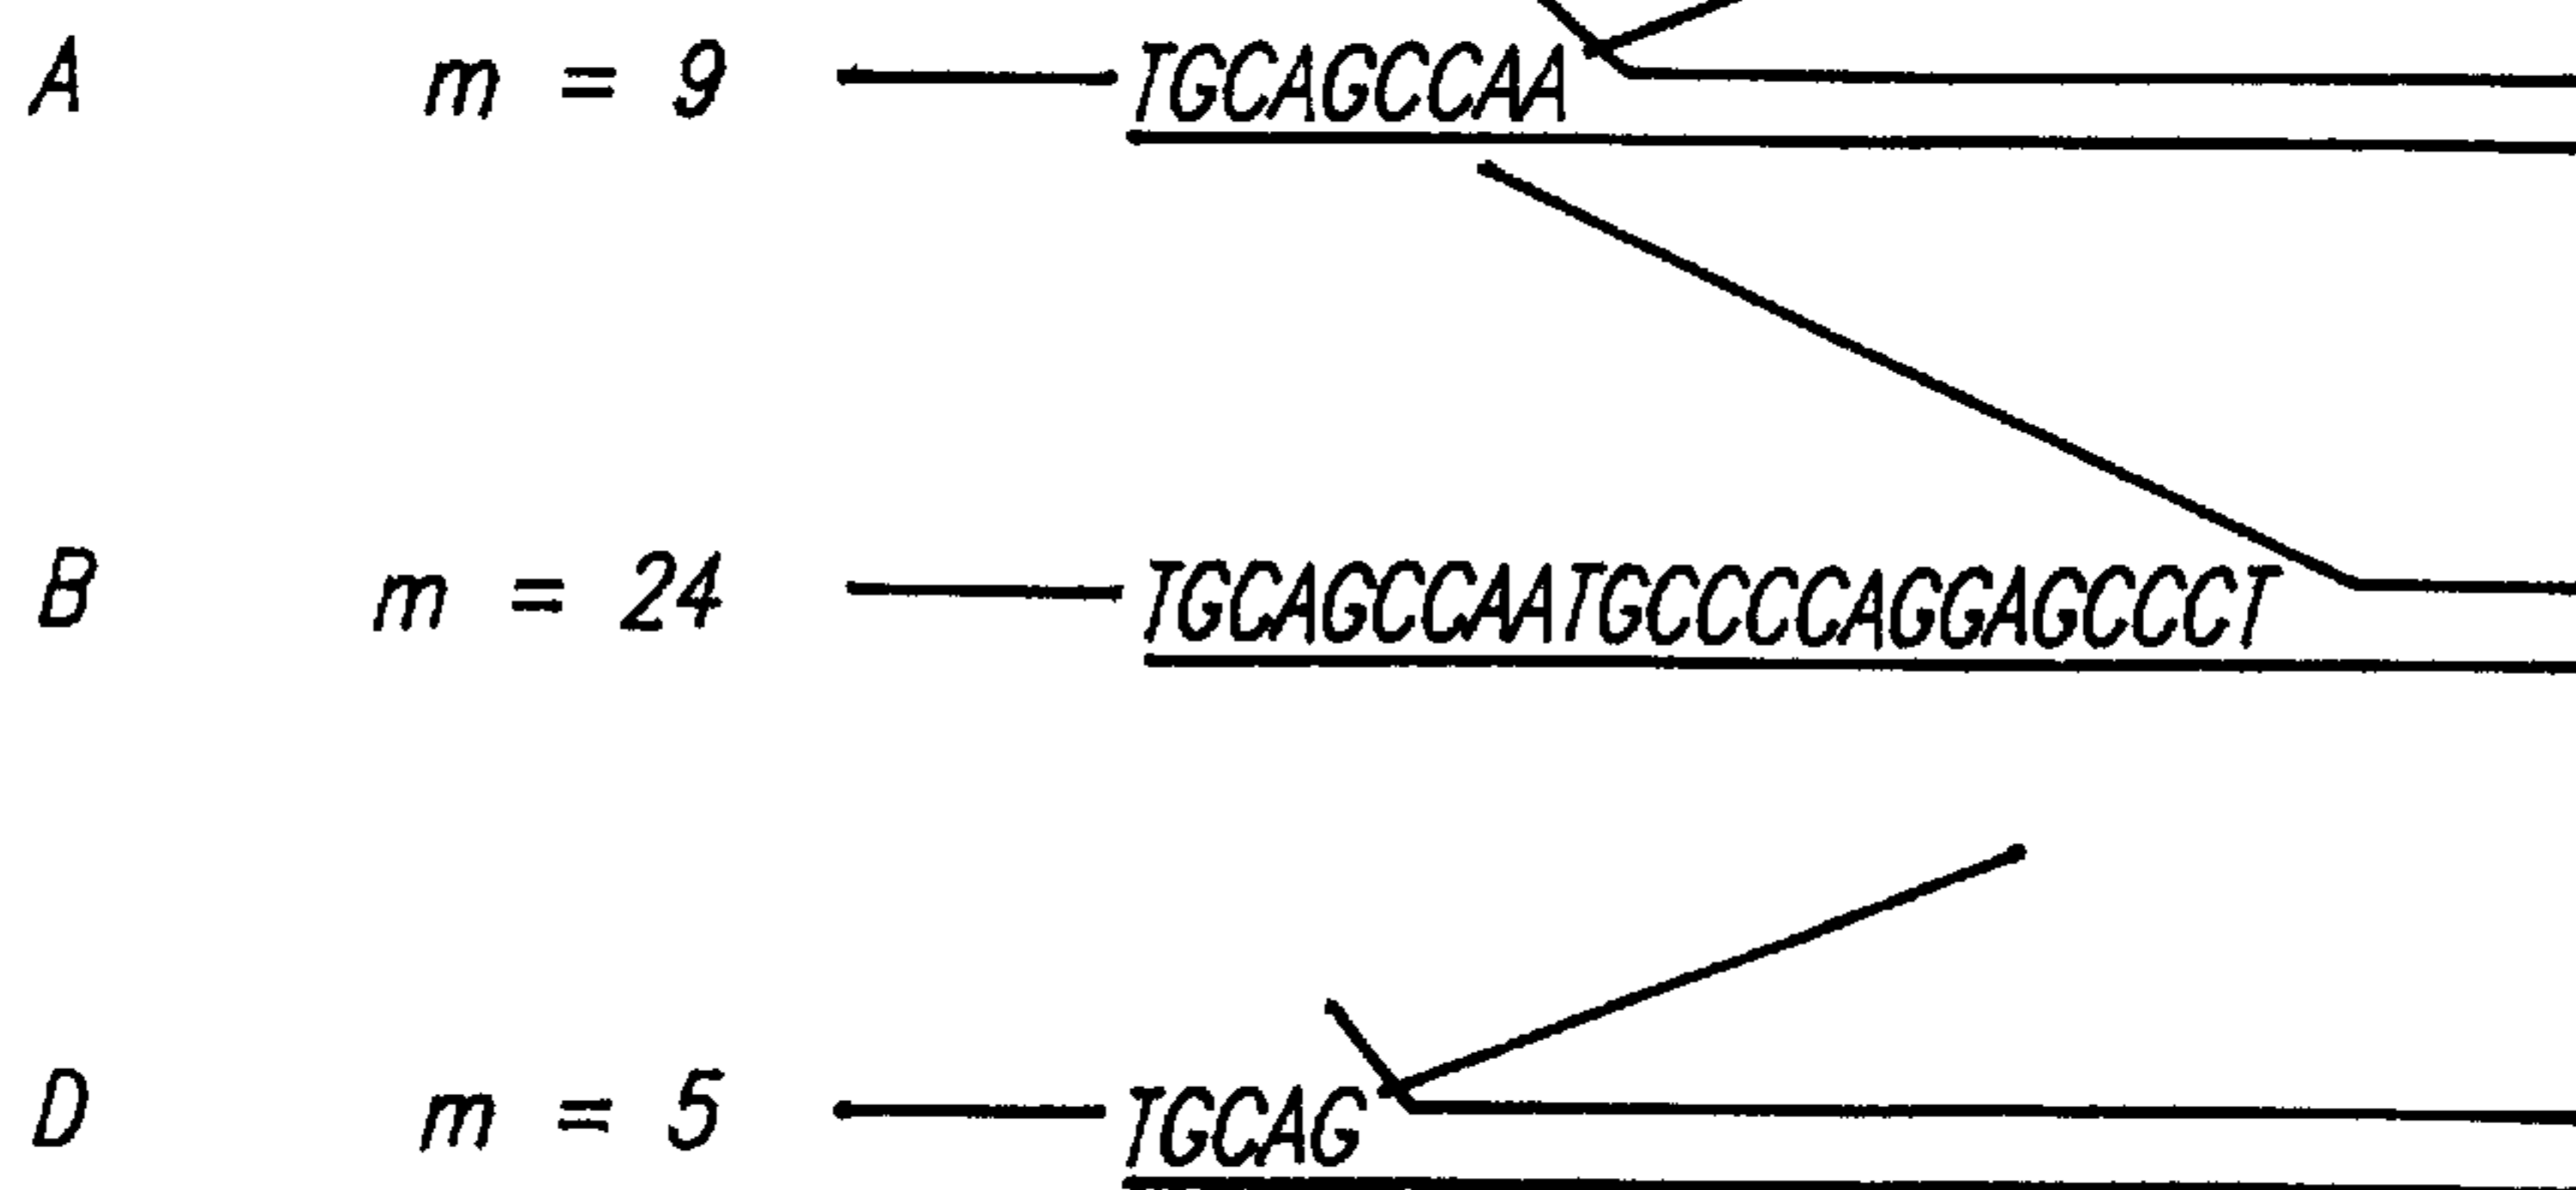 A m = 9 TGCAGCCAA
B m = 24 TGCAGCCAATGCCCCAGGAGCCCT
D m = 5 TGCAG